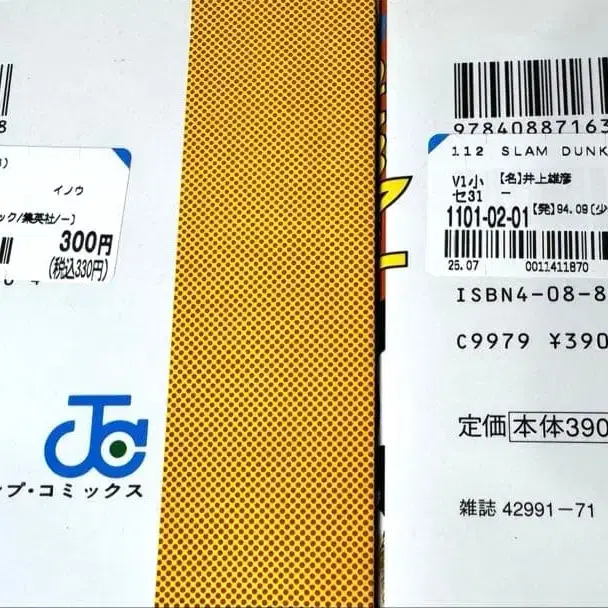 8
イノウ
ック/集英社/ー]
300円
(税込330円)
プ・コミックス
97840887163
112 SLAM DUNK
V1小
セ31
【名】井上雄彦
ー
1101-02-01
【発】94.09(少
25.07
0011411870
ISBN4-08-8
C9979 ¥390
定価 本体390
雑誌 42991-71